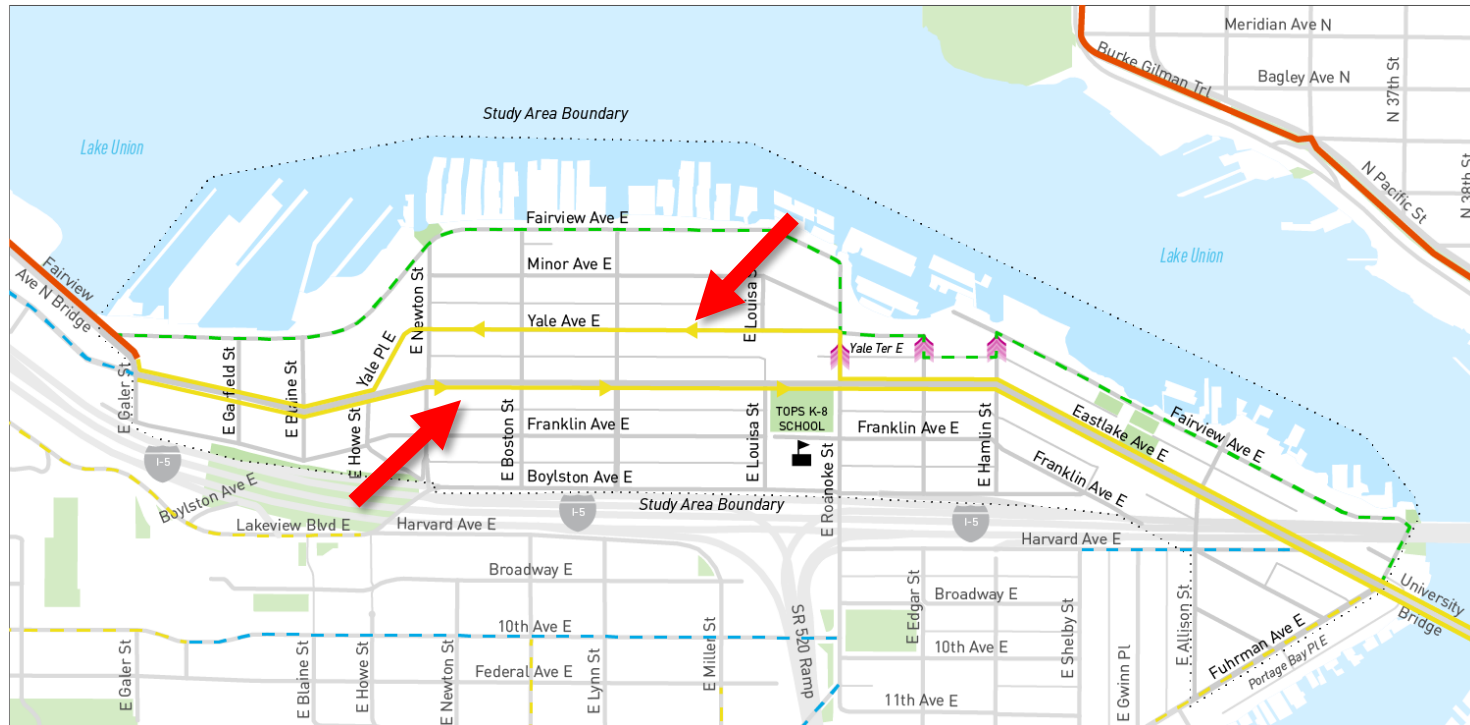 Meridian Ave N
Burke Gilman Trl
Bagley Ave N
N 37th St
N 38th St
N Pacific St
Study Area Boundary
Lake Union
Lake Union
Fairview
Ave N Bridge
Fairview Ave E
Minor Ave E
E Newton St
E Louisa S
Yale Ave E
Yale Pl E
Yale Ter E
E Galer St
E Garfield St
E Blaine St
E Howe St
E Boston St
E Louisa St
TOPS K-8
SCHOOL
Franklin Ave E
Franklin Ave E
E Roanoke St
E Hamlin St
Eastlake Ave E
Fairview Ave E
Franklin Ave E
Boylston Ave E
Boylston Ave E
I-5
I-5
I-5
Study Area Boundary
Lakeview Blvd E
Harvard Ave E
Harvard Ave E
Broadway E
Broadway E
SR 520 Ramp
E Edgar St
E Shelby St
E Gwinn Pl
E Allison St
University
Bridge
Fuhrman Ave E
Portage Bay Pl E
10th Ave E
10th Ave E
Federal Ave E
11th Ave E
E Galer St
E Blaine St
E Howe St
E Newton St
E Lynn St
E Miller St